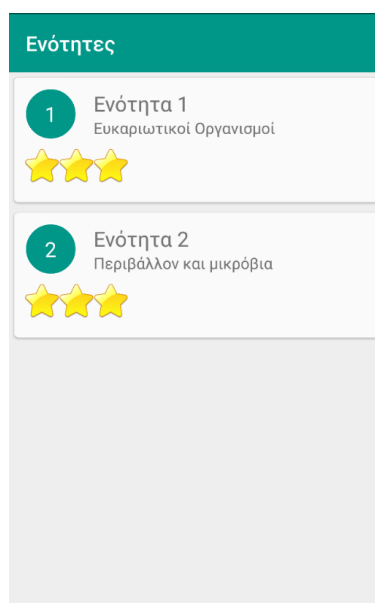 Ενότητες
1
Ενότητα 1
Ευκαριωτικοί Οργανισμοί
2
Ενότητα 2
Περιβάλλον και μικρόβια